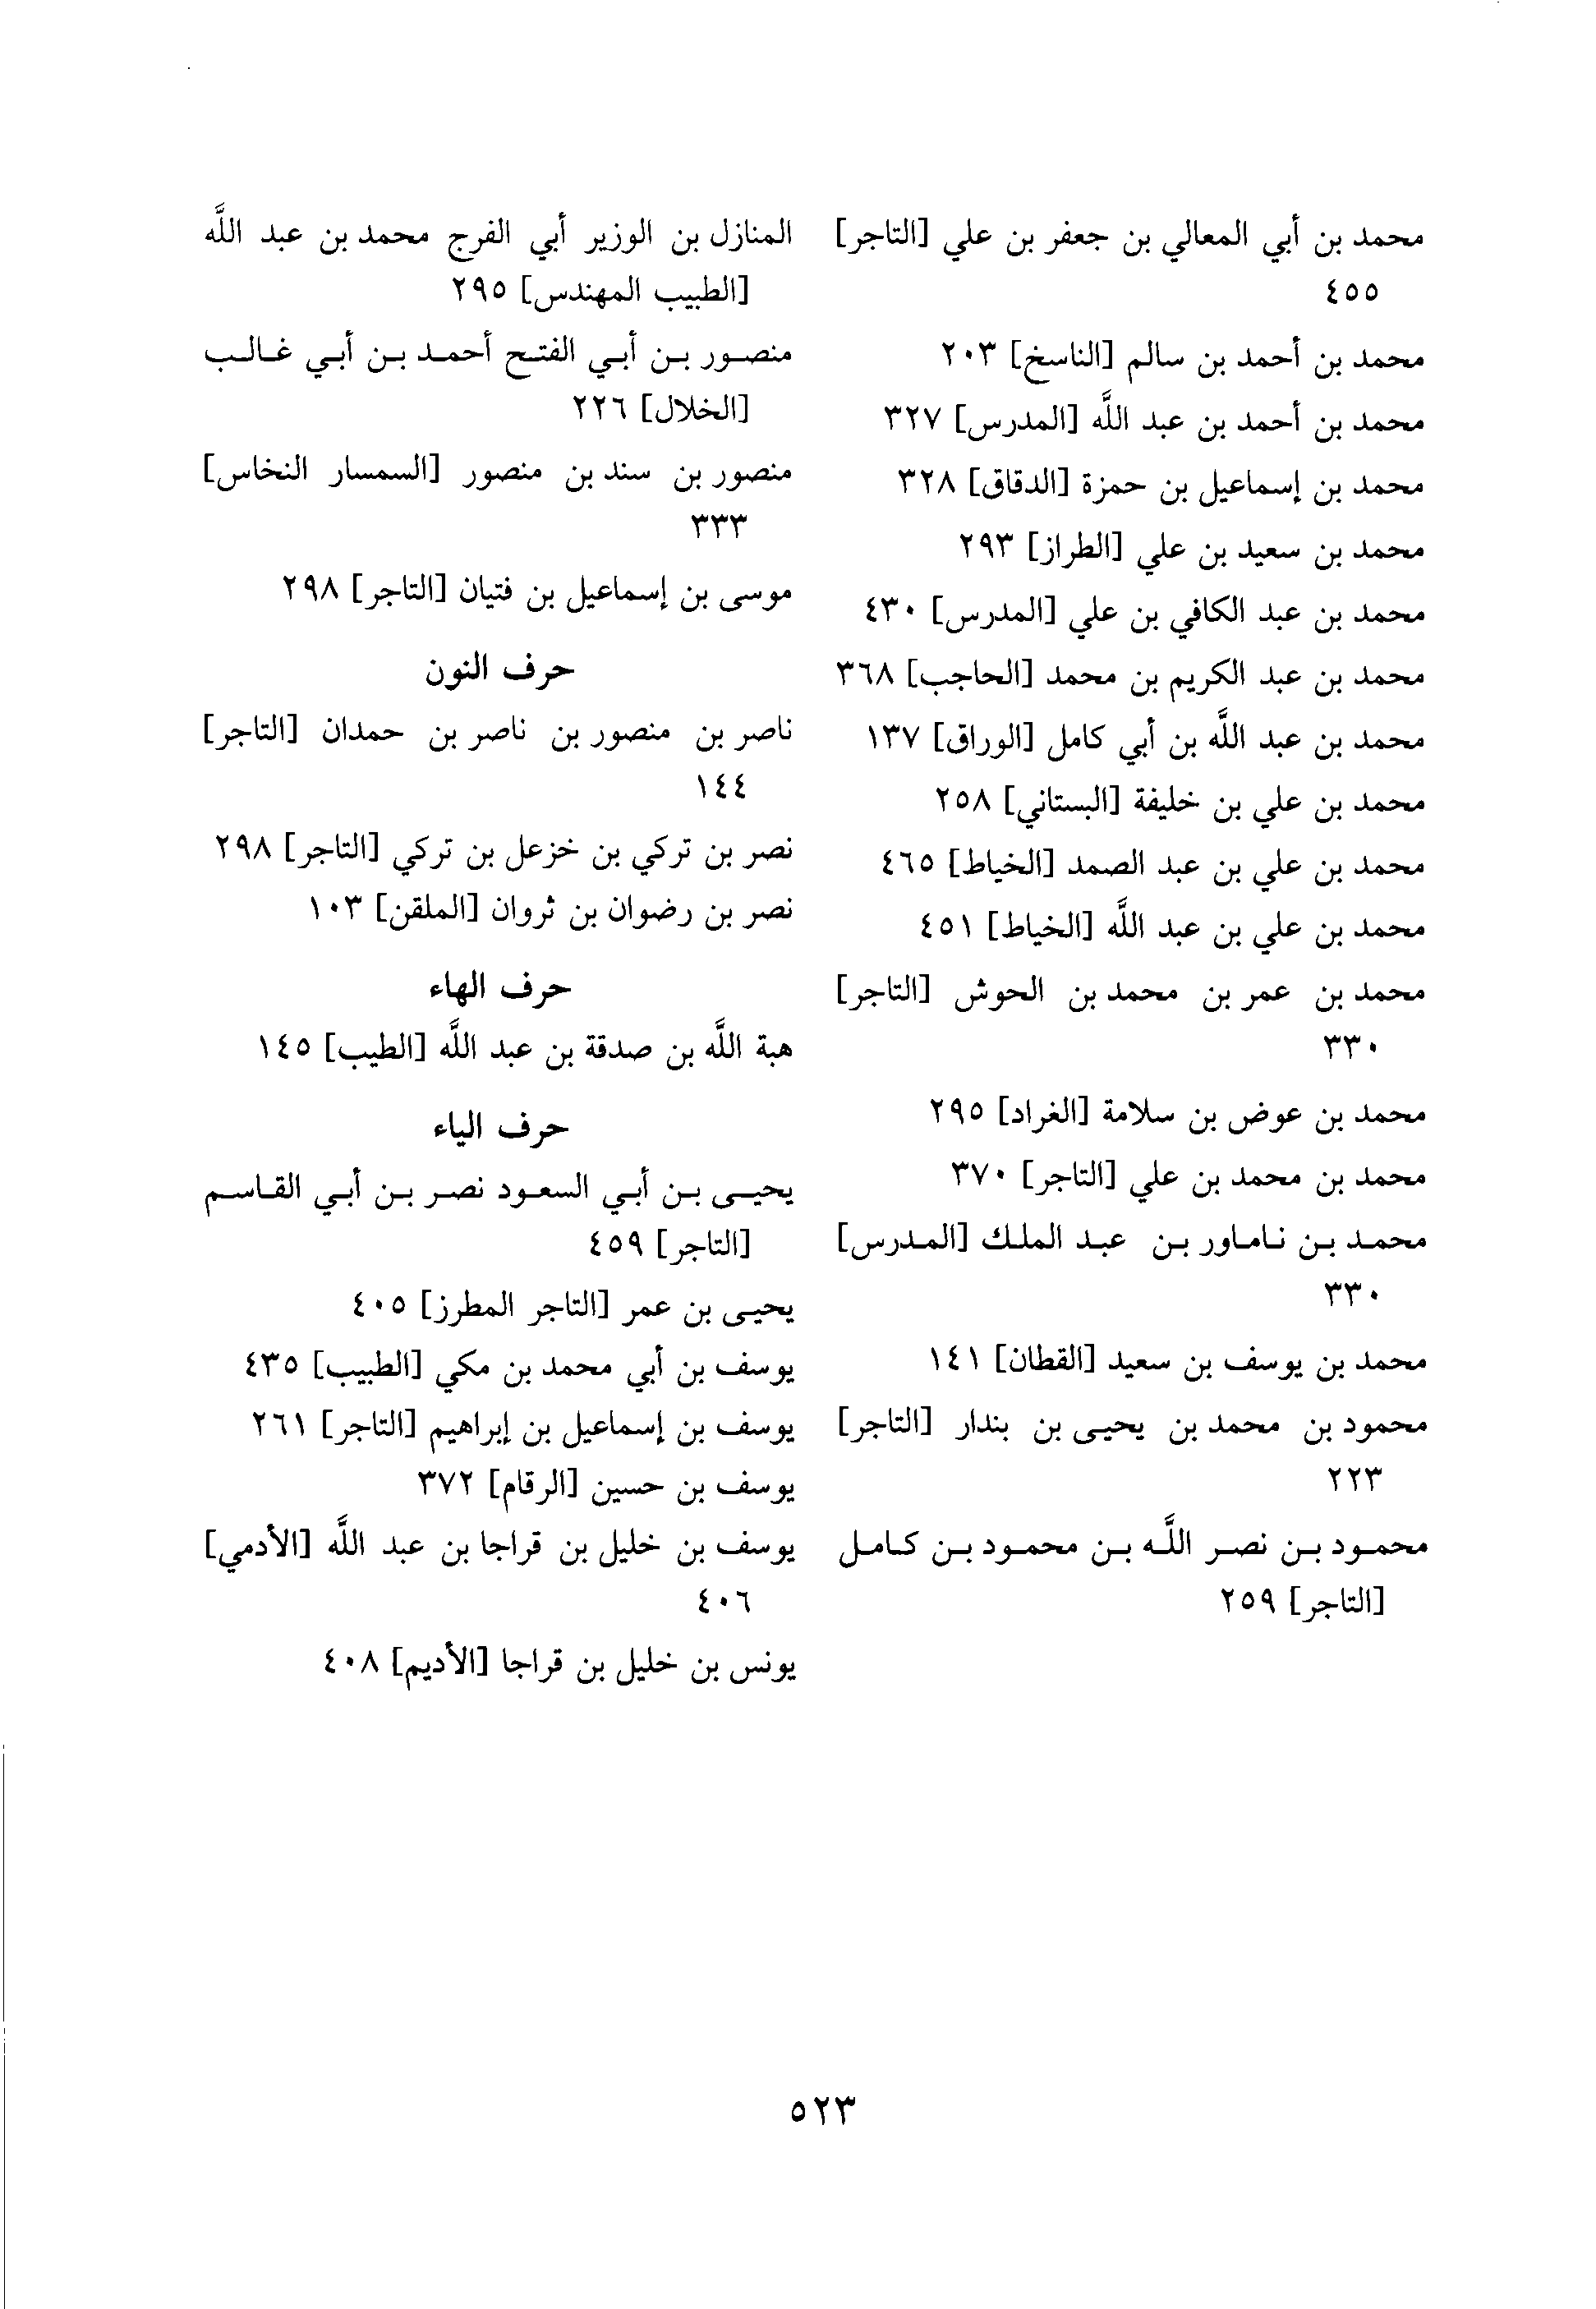 محمد بن أبي المعالي بن جعفر بن علي [التاجر]
٤٥٥
محمد بن أحمد بن سالم [الناسخ] ٢٠٣
محمد بن أحمد بن عبد اللَّه [المدرس] ٣٢٧
محمد بن إسماعيل بن حمزة [الدقاق] ٣٢٨
محمد بن سعيد بن علي [الطراز] ٢٩٣
محمد بن عبد الكافي بن علي [المدرس] ٤٣٠
محمد بن عبد الكريم بن محمد [الحاجب] ٣٦٨
محمد بن عبد اللَّه بن أبي كامل [الوراق] ١٣٧
محمد بن علي بن خليفة [البستاني] ٢٥٨
محمد بن علي بن عبد الصمد [الخياط] ٤٦٥
محمد بن علي بن عبد اللَّه [الخياط] ٤٥١
محمد بن عمر بن محمد بن الحوش [التاجر]
٣٣٠
محمد بن عوض بن سلامة [الغراد] ٢٩٥
محمد بن محمد بن علي [التاجر] ٣٧٠
محمد بن ناماور بن عبد الملك [المدرس]
٣٣٠
محمد بن يوسف بن سعيد [القطان] ١٤١
محمود بن محمد بن يحيى بن بندار [التاجر]
٢٢٣
محمود بن نصر اللَّه بن محمود بن كامل
[التاجر] ٢٥٩
المنازل بن الوزير أبي الفرج محمد بن عبد اللَّه
[الطبيب المهندس] ٢٩٥
منصور بن أبي الفتح أحمد بن أبي غالب
[الخلال] ٢٢٦
منصور بن سند بن منصور [السمسار النخاس]
٣٣٣
موسى بن إسماعيل بن فتيان [التاجر] ٢٩٨
حرف النون
ناصر بن منصور بن ناصر بن حمدان [التاجر]
١٤٤
نصر بن تركي بن خزعل بن تركي [التاجر] ٢٩٨
نصر بن رضوان بن ثروان [الملقن] ١٠٣
حرف الهاء
هبة اللَّه بن صدقة بن عبد اللَّه [الطيب] ١٤٥
حرف الياء
يحيى بن أبي السعود نصر بن أبي القاسم
[التاجر] ٤٥٩
يحيى بن عمر [التاجر المطرز] ٤٠٥
يوسف بن أبي محمد بن مكي [الطبيب] ٤٣٥
يوسف بن إسماعيل بن إبراهيم [التاجر] ٢٦١
يوسف بن حسين [الرقام] ٣٧٢
يوسف بن خليل بن قراجا بن عبد اللَّه [الأدمي]
٤٠٦
يونس بن خليل بن قراجا [الأديم] ٤٠٨
٥٢٣